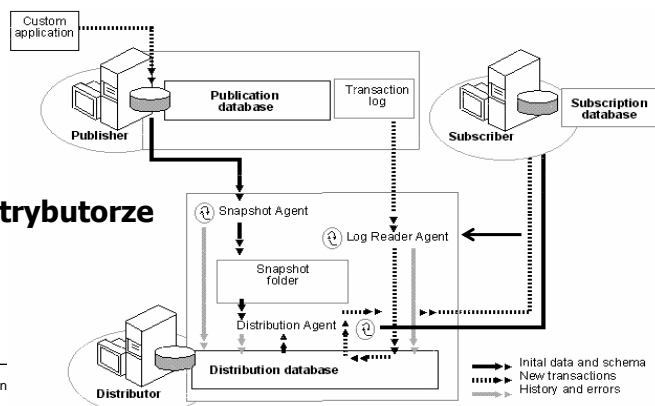 Custom
application
Publication
database
Transaction
log
Publisher
Subscription
database
Subscriber
trybutorze
Snapshot Agent
Log Reader Agent
Snapshot
folder
Distribution Agent
Distribution database
Distributor
n
Inital data and schema
New transactions
History and errors